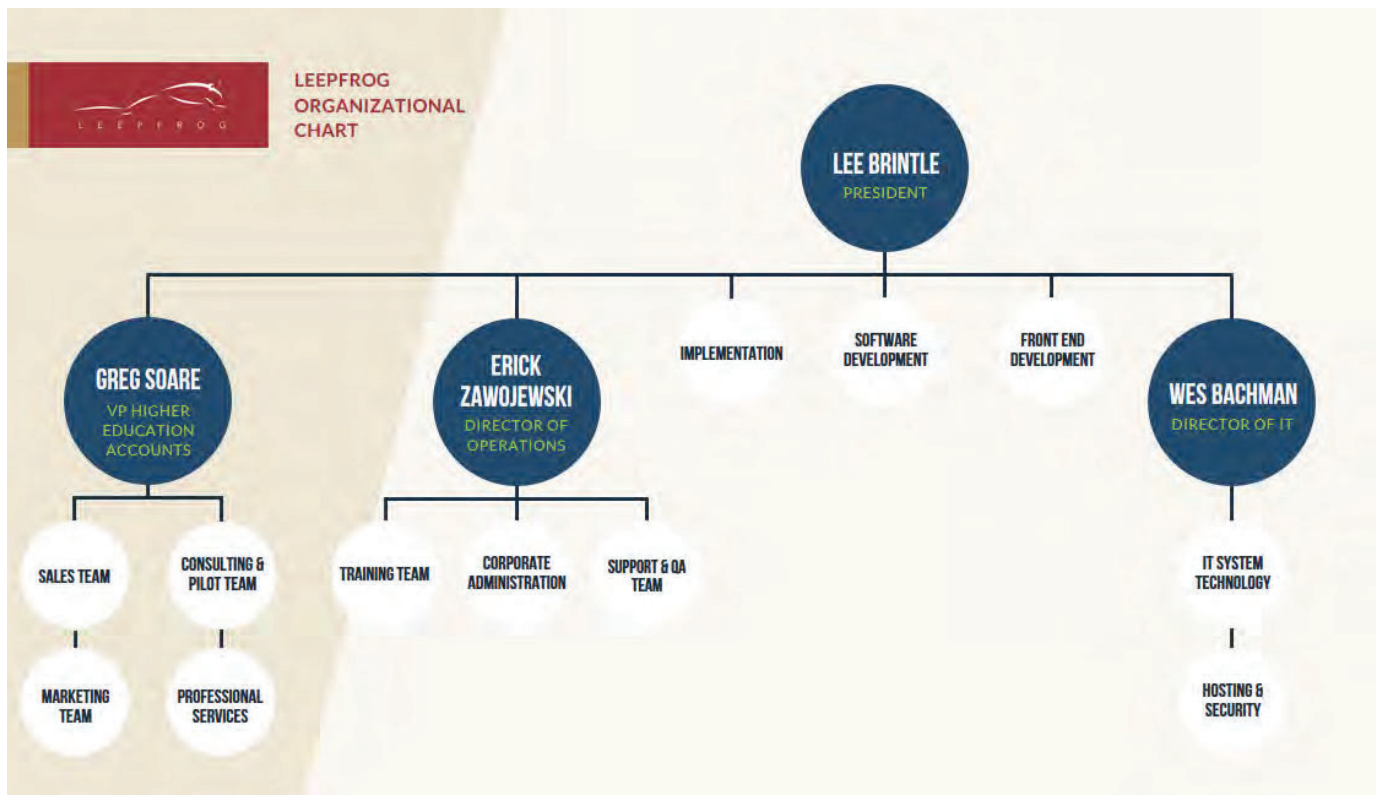 LEEPFROG
LEEPFROG
ORGANIZATIONAL
CHART
LEE BRINTLE
PRESIDENT
GREG SOARE
VP HIGHER
EDUCATION
ACCOUNTS
ERICK
ZAWOJEWSKI
DIRECTOR OF
OPERATIONS
IMPLEMENTATION
SOFTWARE
DEVELOPMENT
FRONT END
DEVELOPMENT
WES BACHMAN
DIRECTOR OF IT
SALES TEAM
CONSULTING &
PILOT TEAM
TRAINING TEAM
CORPORATE
ADMINISTRATION
SUPPORT & QA
TEAM
IT SYSTEM
TECHNOLOGY
MARKETING
TEAM
PROFESSIONAL
SERVICES
HOSTING &
SECURITY